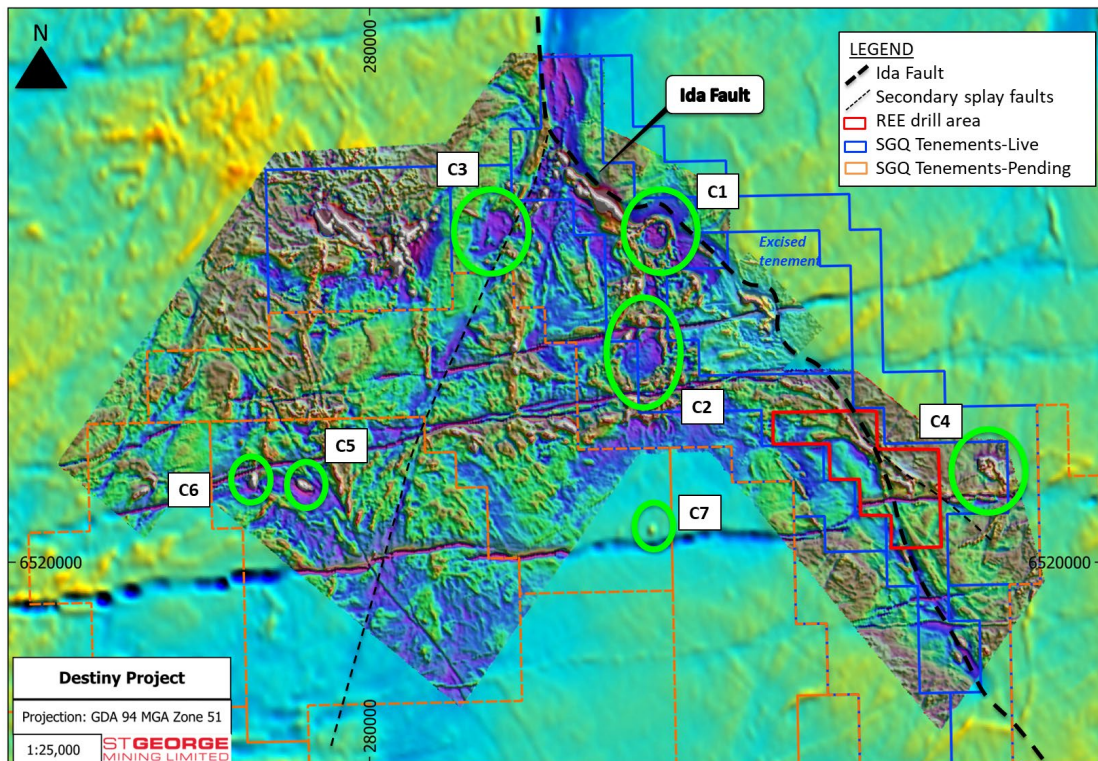 N
280000
LEGEND
Ida Fault
Secondary splay faults
REE drill area
SGQ Tenements-Live
SGQ Tenements-Pending
Ida Fault
C3
C1
Excised
tenement
C2
C4
C5
C6
C7
6520000
6520000
Destiny Project
Projection: GDA 94 MGA Zone 51
1:25,000
STGEORGE
MINING LIMITED
280000